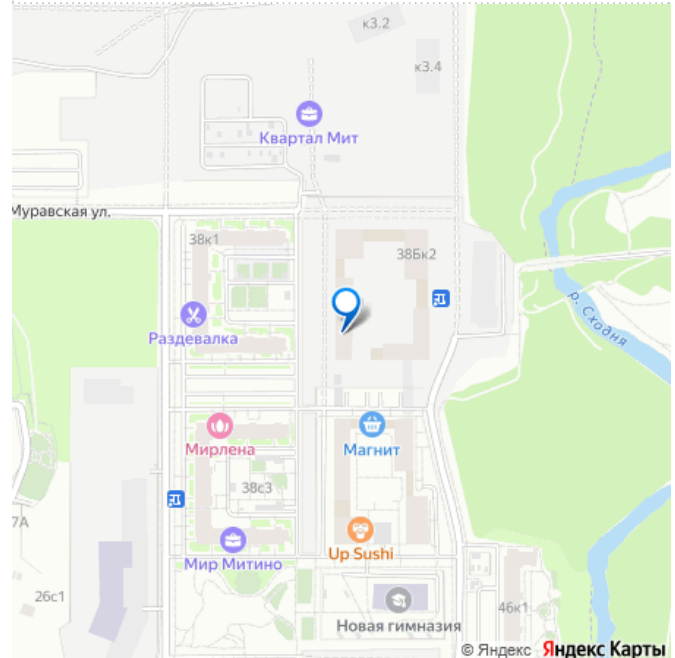 к3.2
к3.4
Квартал Мит
Муравская ул.
38к1
38Бк2
Раздевалка
р. Сходня
Мирлена
Магнит
38с3
7А
Мир Митино
Up Sushi
26с1
Новая гимназия
46к1
© Яндекс Яндекс Карты